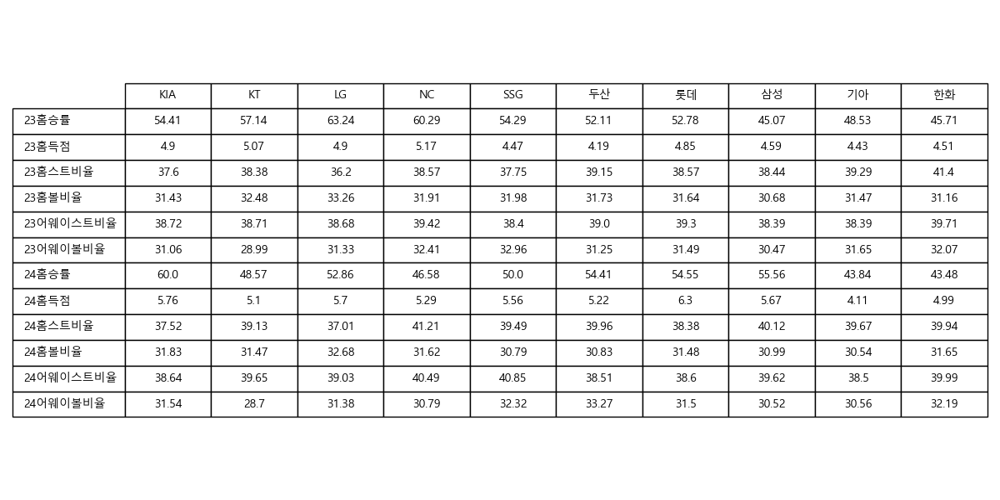 KIA KT LG NC SSG 두산 롯데 삼성 기아 한화
23홈승률 54.41 57.14 63.24 60.29 54.29 52.11 52.78 45.07 48.53 45.71
23홈득점 4.9 5.07 4.9 5.17 4.47 4.19 4.85 4.59 4.43 4.51
23홈스트비율 37.6 38.38 36.2 38.57 37.75 39.15 38.57 38.44 39.29 41.4
23홈볼비율 31.43 32.48 33.26 31.91 31.98 31.73 31.64 30.68 31.47 31.16
23어웨이스트비율 38.72 38.71 38.68 39.42 38.4 39.0 39.3 38.39 38.39 39.71
23어웨이볼비율 31.06 28.99 31.33 32.41 32.96 31.25 31.49 30.47 31.65 32.07
24홈승률 60.0 48.57 52.86 46.58 50.0 54.41 54.55 55.56 43.84 43.48
24홈득점 5.76 5.1 5.7 5.29 5.56 5.22 6.3 5.67 4.11 4.99
24홈스트비율 37.52 39.13 37.01 41.21 39.49 39.96 38.38 40.12 39.67 39.94
24홈볼비율 31.83 31.47 32.68 31.62 30.79 30.83 31.48 30.99 30.54 31.65
24어웨이스트비율 38.64 39.65 39.03 40.49 40.85 38.51 38.6 39.62 38.5 39.99
24어웨이볼비율 31.54 28.7 31.38 30.79 32.32 33.27 31.5 30.52 30.56 32.19